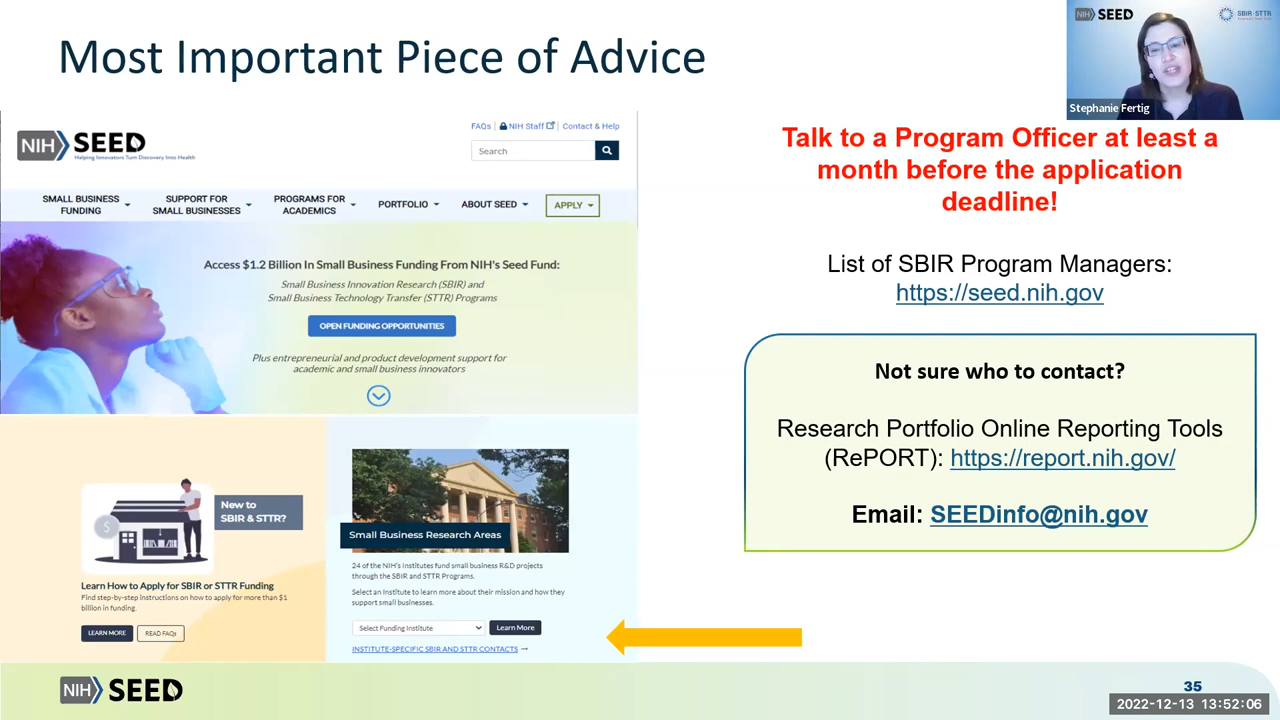 Most Important Piece of Advice
NIH SEED
SBIR·STTR
Stephanie Fertig
NIH SEED
Helping Innovators Turn Discovery Into Health
FAQs
NIH Staff
Contact & Help
Search
SMALL BUSINESS
FUNDING
SUPPORT FOR
SMALL BUSINESSES
PROGRAMS FOR
ACADEMICS
PORTFOLIO
ABOUT SEED
APPLY
Access $1.2 Billion In Small Business Funding From NIH's Seed Fund:
Small Business Innovation Research (SBIR) and
Small Business Technology Transfer (STTR) Programs
OPEN FUNDING OPPORTUNITIES
Plus entrepreneurial and product development support for
academic and small business innovators
New to
SBIR & STTR?
$
Learn How to Apply for SBIR or STTR Funding
Find step-by-step instructions on how to apply for more than $1
billion in funding.
LEARN MORE
READ FAQs
Small Business Research Areas
24 of the NIH's Institutes fund small business R&D projects
through the SBIR and STTR Programs.
Select an Institute to learn more about their mission and how they
support small businesses.
Select Funding Institute
Learn More
INSTITUTE-SPECIFIC SBIR AND STTR CONTACTS →
Talk to a Program Officer at least a
month before the application
deadline!
List of SBIR Program Managers:
https://seed.nih.gov
Not sure who to contact?
Research Portfolio Online Reporting Tools
(RePORT): https://report.nih.gov/
Email: SEEDinfo@nih.gov
NIH SEED
35
2022-12-13 13:52:06